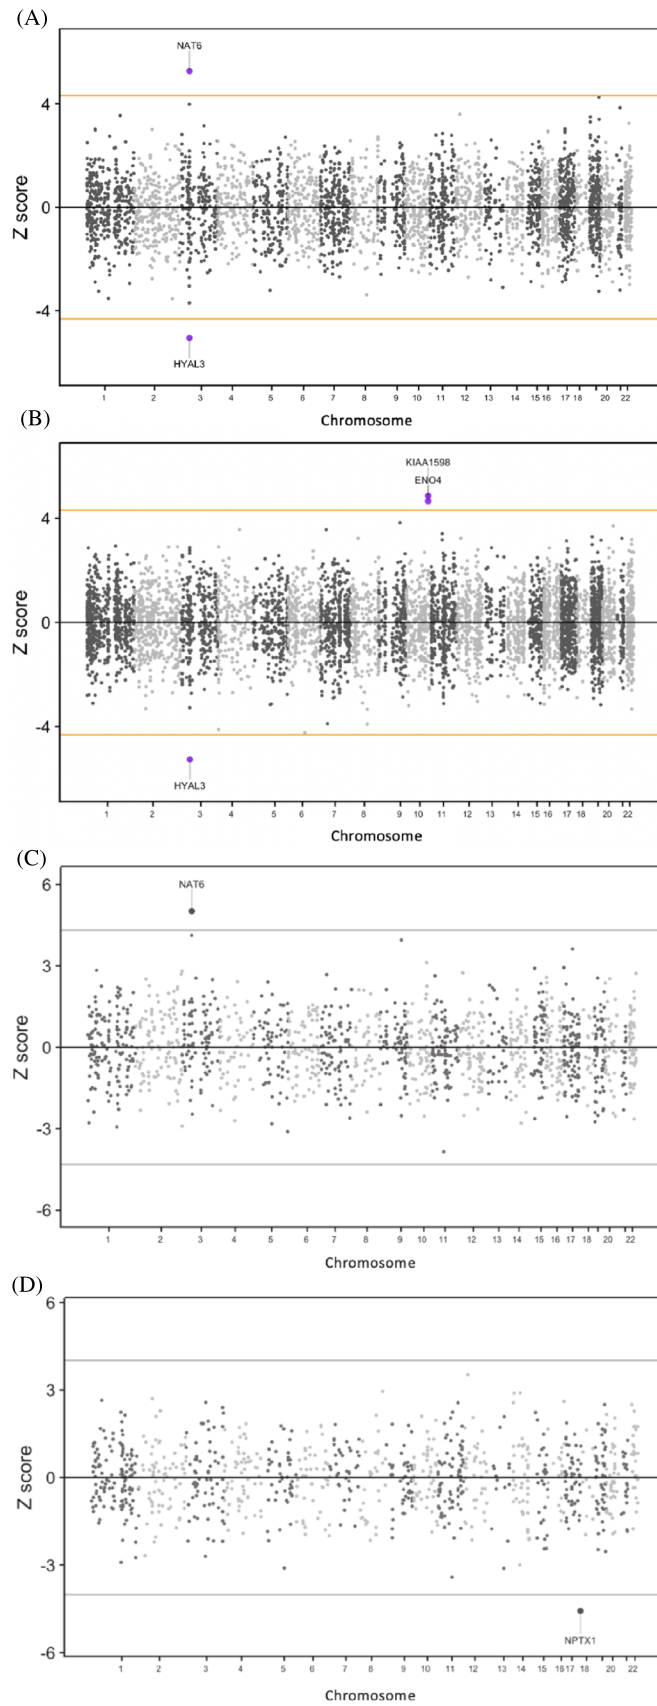 (A)
NAT6
4
0
-4
Z score
HYAL3
1 2 3 4 5 6 7 8 9 10 11 12 13 14 15 16 17 18 20 22
Chromosome
(B)
KIAA1598
ENO4
4
0
-4
Z score
HYAL3
1 2 3 4 5 6 7 8 9 10 11 12 13 14 15 16 17 18 20 22
Chromosome
(C)
6
NAT6
3
0
-3
-6
Z score
1 2 3 4 5 6 7 8 9 10 11 12 13 14 15 16 17 18 20 22
Chromosome
(D)
6
3
0
-3
-6
Z score
NPTX1
1 2 3 4 5 6 7 8 9 10 11 12 13 14 15 16 17 18 20 22
Chromosome